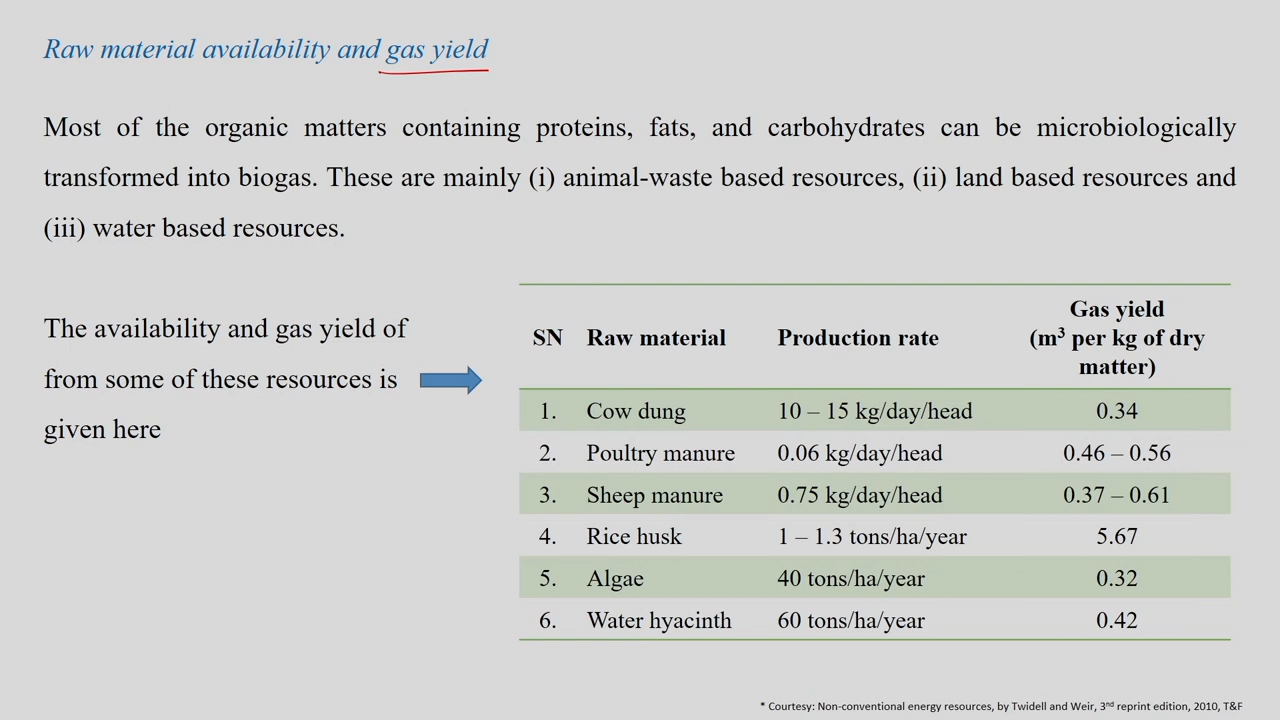 Raw material availability and gas yield
Most of the organic matters containing proteins, fats, and carbohydrates can be microbiologically
transformed into biogas. These are mainly (i) animal-waste based resources, (ii) land based resources and
(iii) water based resources.
The availability and gas yield of
from some of these resources is
given here
SN Raw material Production rate Gas yield
(m³ per kg of dry
matter)
1. Cow dung 10 – 15 kg/day/head 0.34
2. Poultry manure 0.06 kg/day/head 0.46 – 0.56
3. Sheep manure 0.75 kg/day/head 0.37 – 0.61
4. Rice husk 1 – 1.3 tons/ha/year 5.67
5. Algae 40 tons/ha/year 0.32
6. Water hyacinth 60 tons/ha/year 0.42
* Courtesy: Non-conventional energy resources, by Twidell and Weir, 3rd reprint edition, 2010, T&F